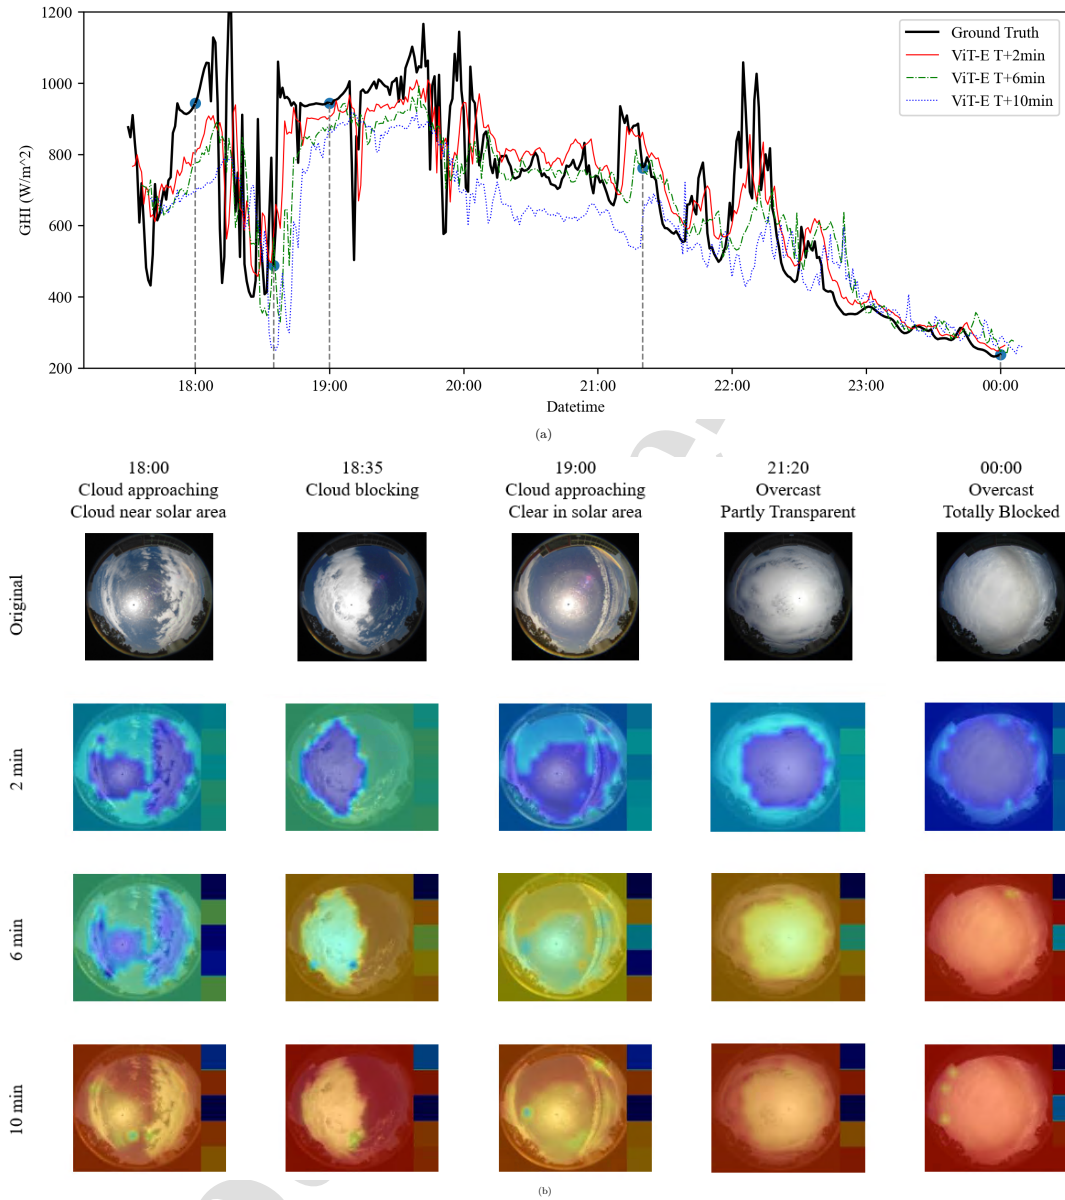 1200
1000
800
600
400
200
GHI (W/m^2)
Ground Truth
ViT-E T+2min
ViT-E T+6min
ViT-E T+10min
18:00
19:00
20:00
21:00
22:00
23:00
00:00
Datetime
(a)
18:00
Cloud approaching
Cloud near solar area
18:35
Cloud blocking
19:00
Cloud approaching
Clear in solar area
21:20
Overcast
Partly Transparent
00:00
Overcast
Totally Blocked
Original
2 min
6 min
10 min
(b)